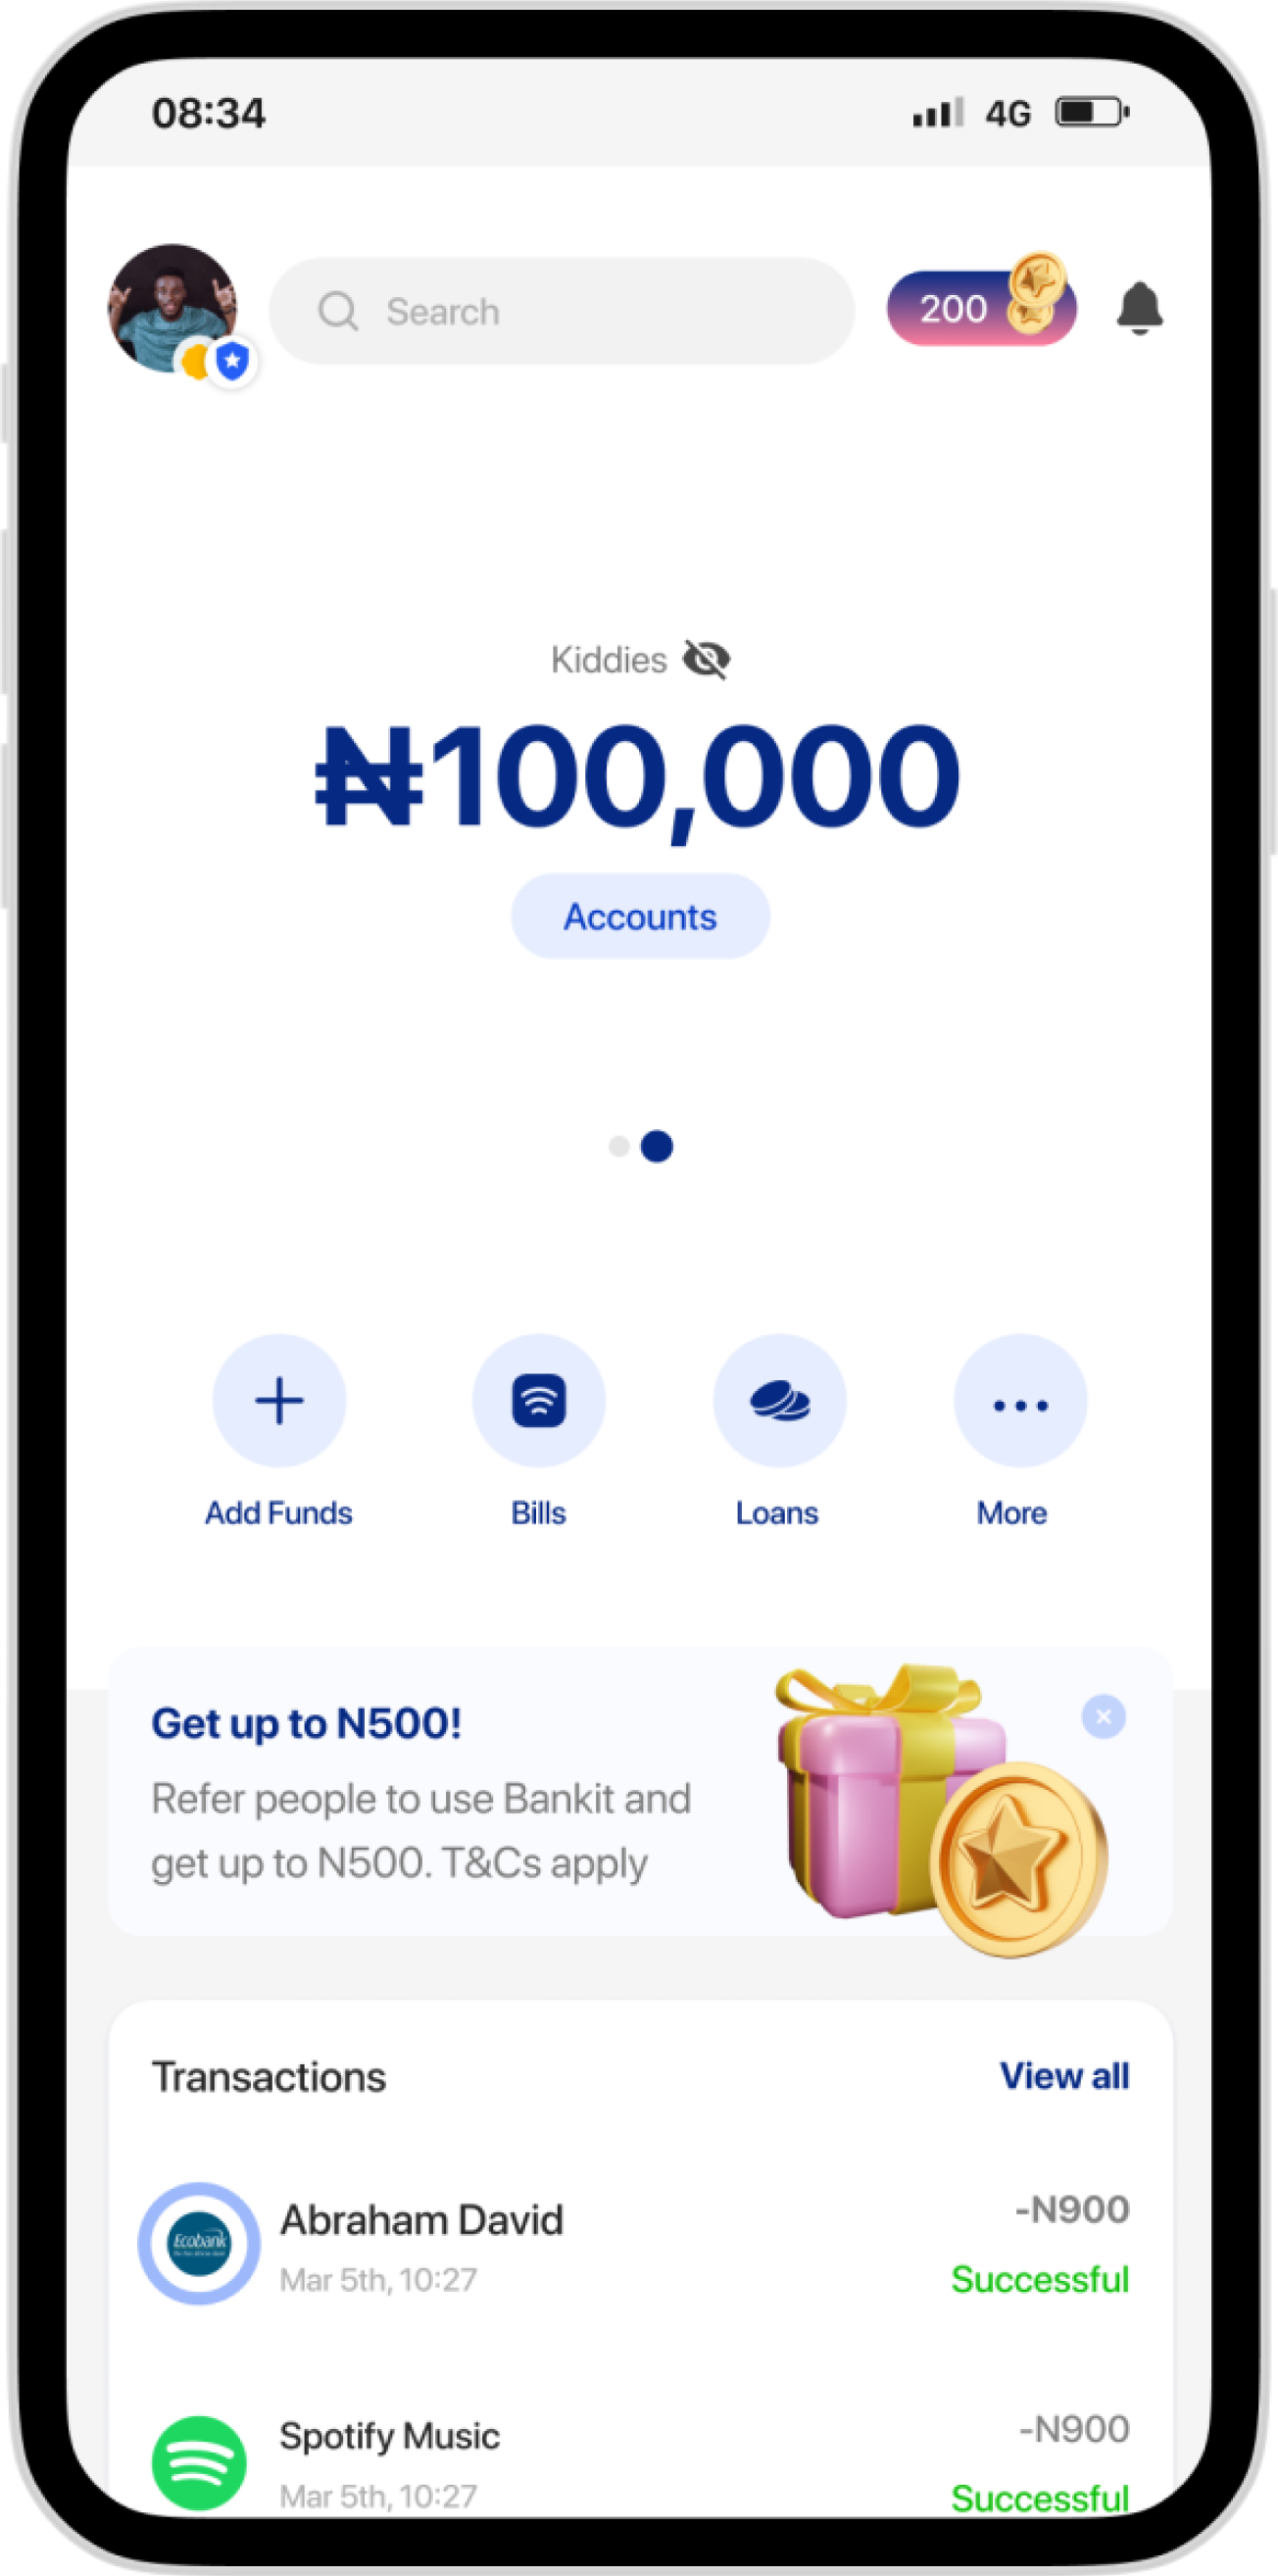 08:34
4G
Search
200
Kiddies
₦100,000
Accounts
Add Funds
Bills
Loans
More
Get up to N500!
Refer people to use Bankit and
get up to N500. T&Cs apply
Transactions
View all
Ecobank
Abraham David
-N900
Mar 5th, 10:27
Successful
Spotify Music
-N900
Mar 5th, 10:27
Successful